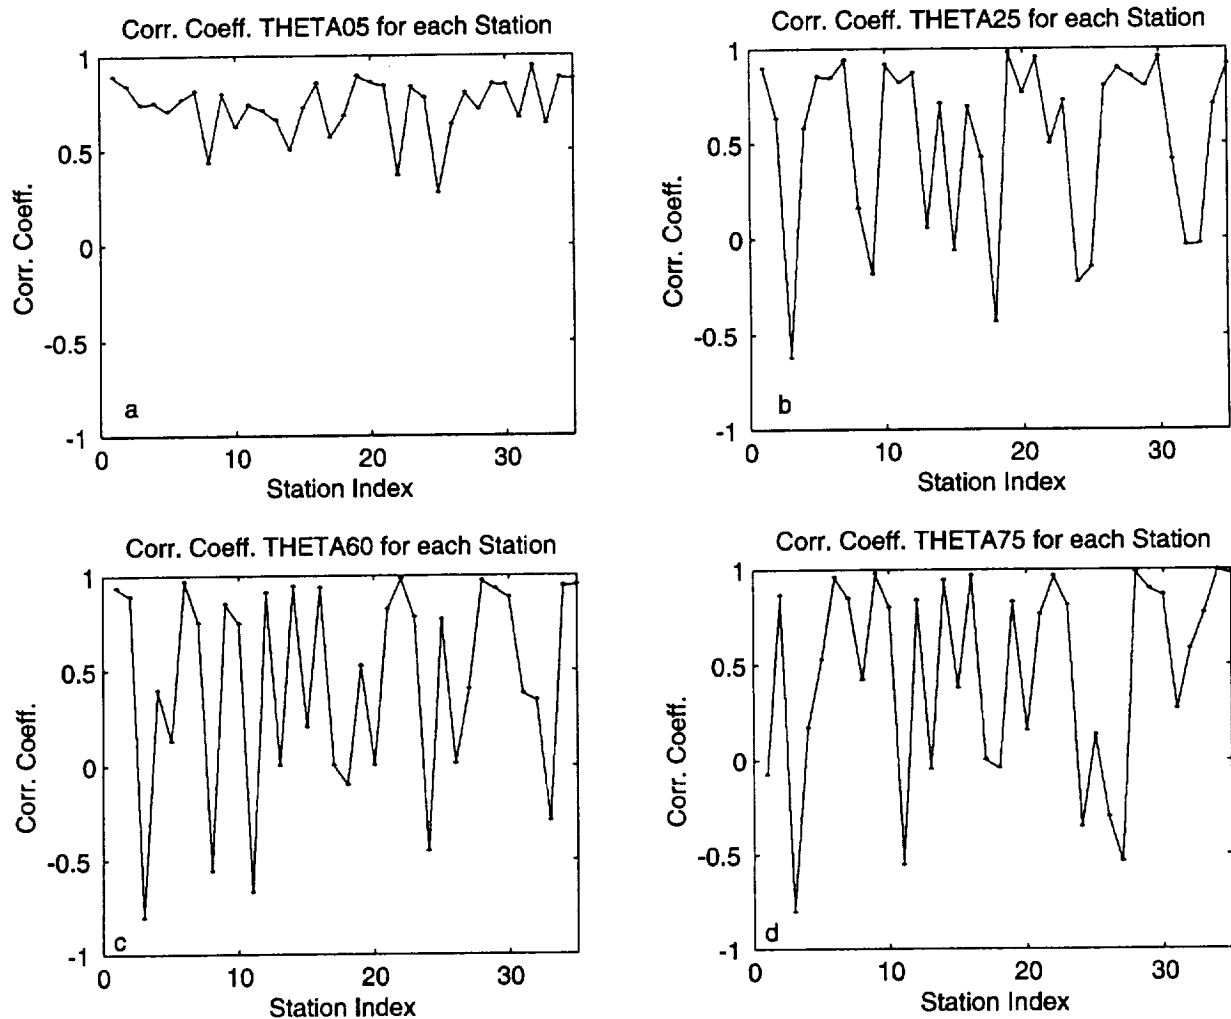 Corr. Coeff. THETA05 for each Station
1
0.5
0
-0.5
-1
Corr. Coeff.
a
0
10
20
30
Station Index
Corr. Coeff. THETA25 for each Station
1
0.5
0
-0.5
-1
Corr. Coeff.
b
0
10
20
30
Station Index
Corr. Coeff. THETA60 for each Station
1
0.5
0
-0.5
-1
Corr. Coeff.
c
0
10
20
30
Station Index
Corr. Coeff. THETA75 for each Station
1
0.5
0
-0.5
-1
Corr. Coeff.
d
0
10
20
30
Station Index